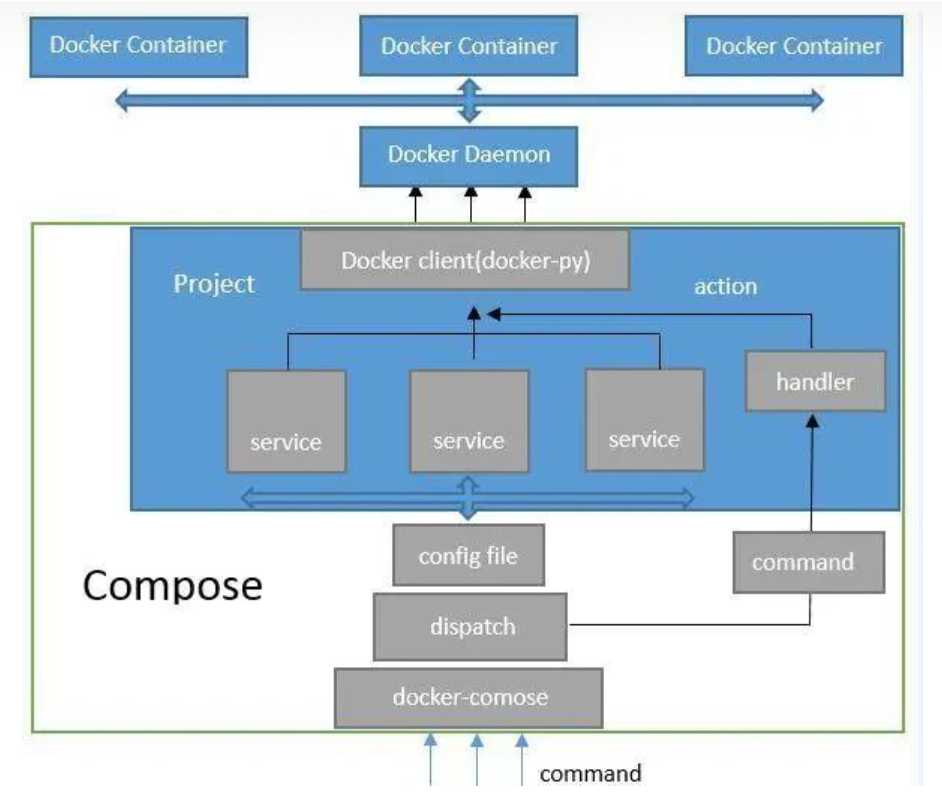 Docker Container
Docker Container
Docker Container
Docker Daemon
Docker client(docker-py)
Project
action
handler
service
service
service
config file
command
Compose
dispatch
docker-comose
command